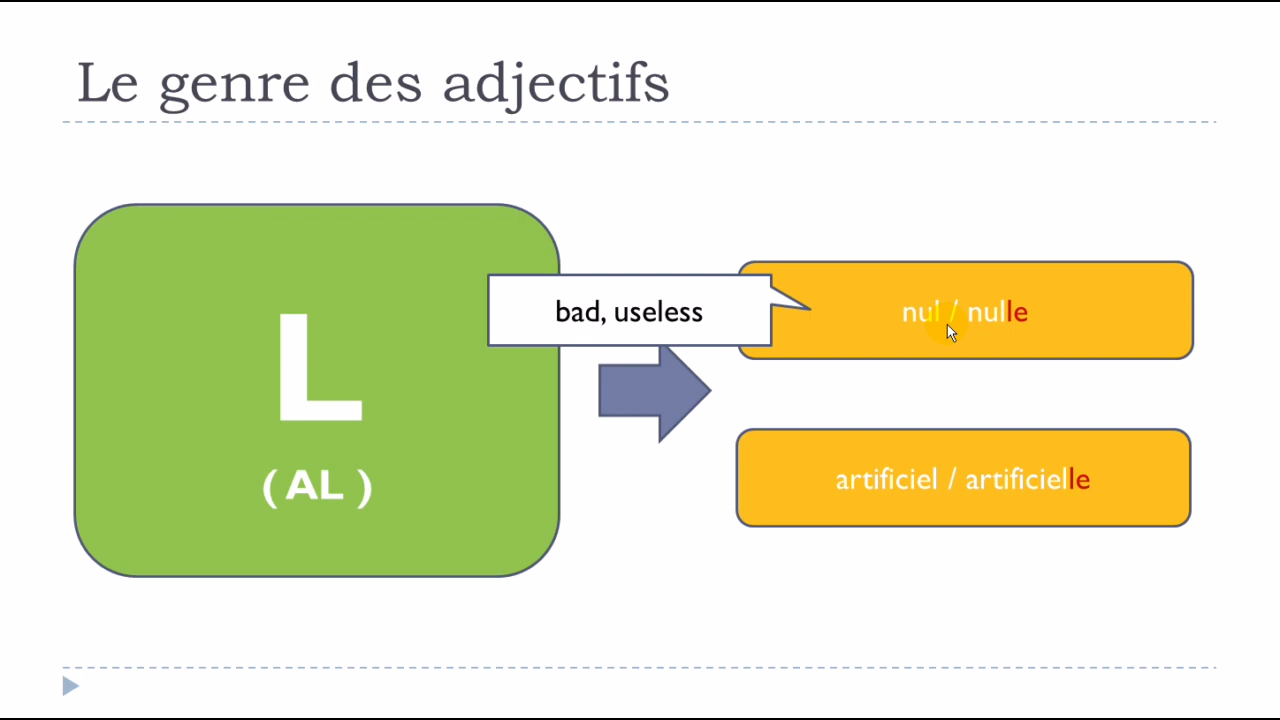 Le genre des adjectifs
L
( AL )
bad, useless
nul / nulle
artificiel / artificielle